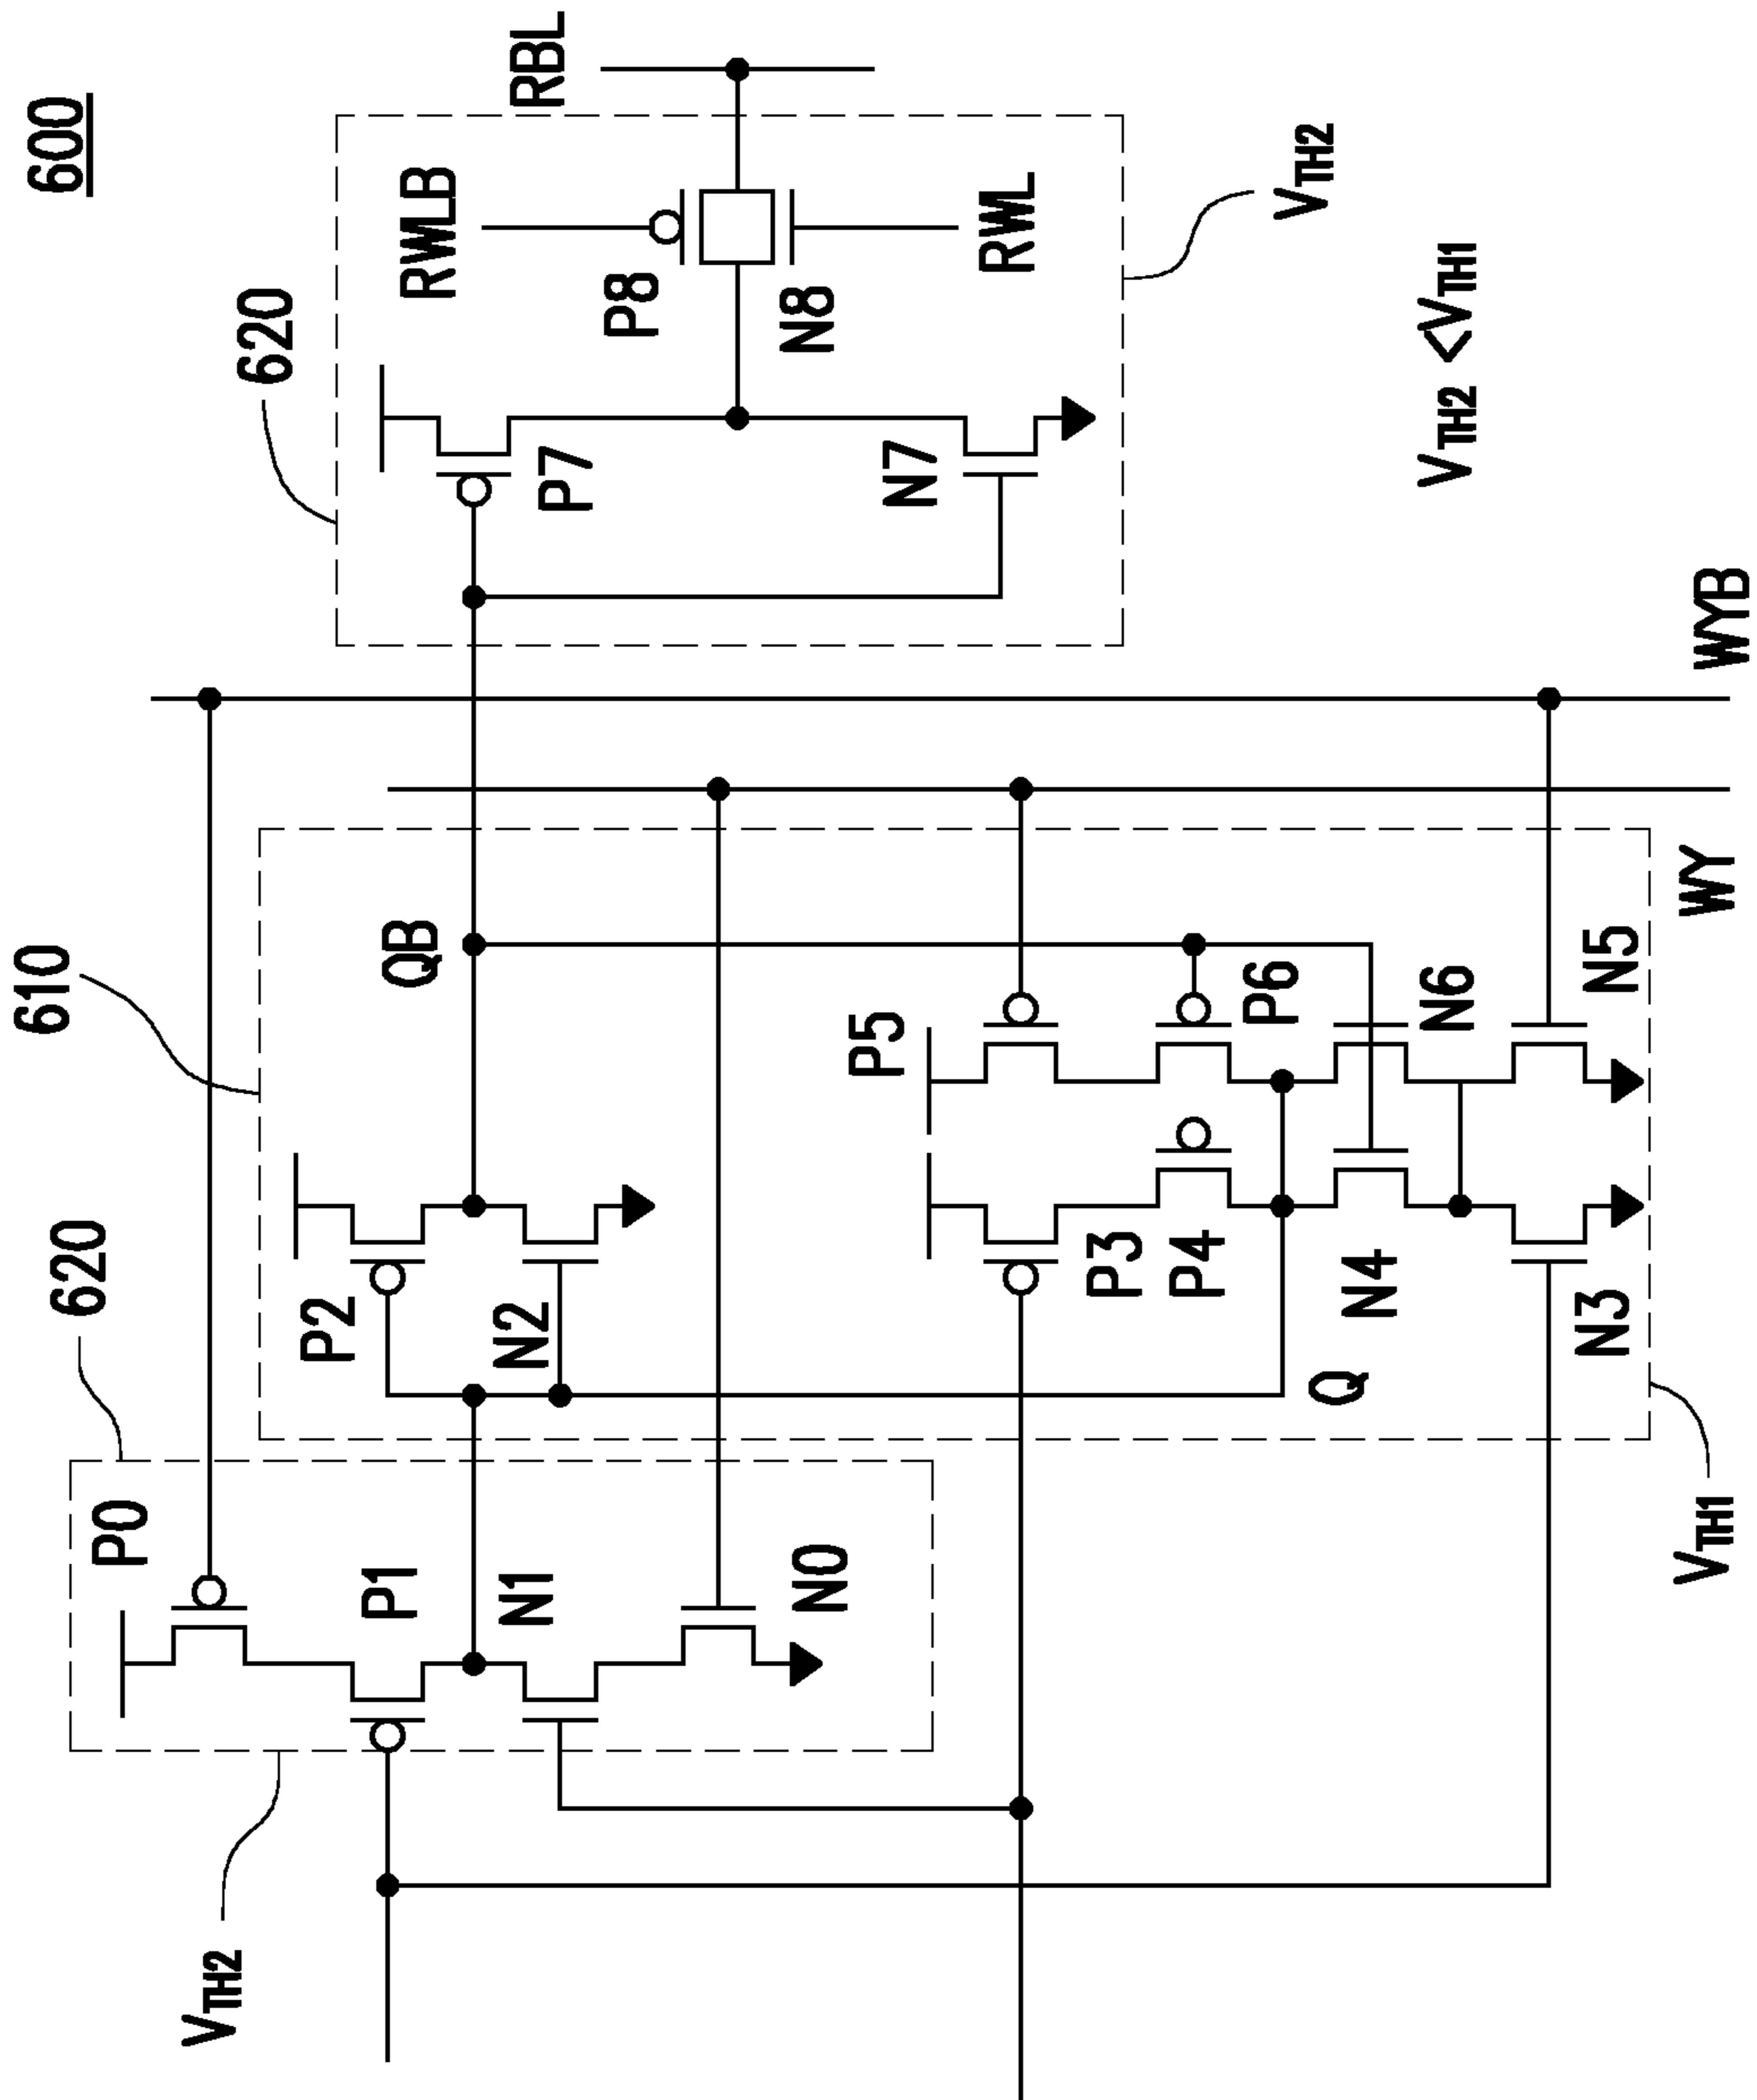 600
620
RBL
RWLB
P8
N8
RWL
P7
N7
VTH2
VTH2 < VTH1
WYB
WY
610
QB
P5
P6
N6
N5
P2
N2
P3
P4
N4
N3
Q
VTH1
620
P0
P1
N1
N0
VTH2